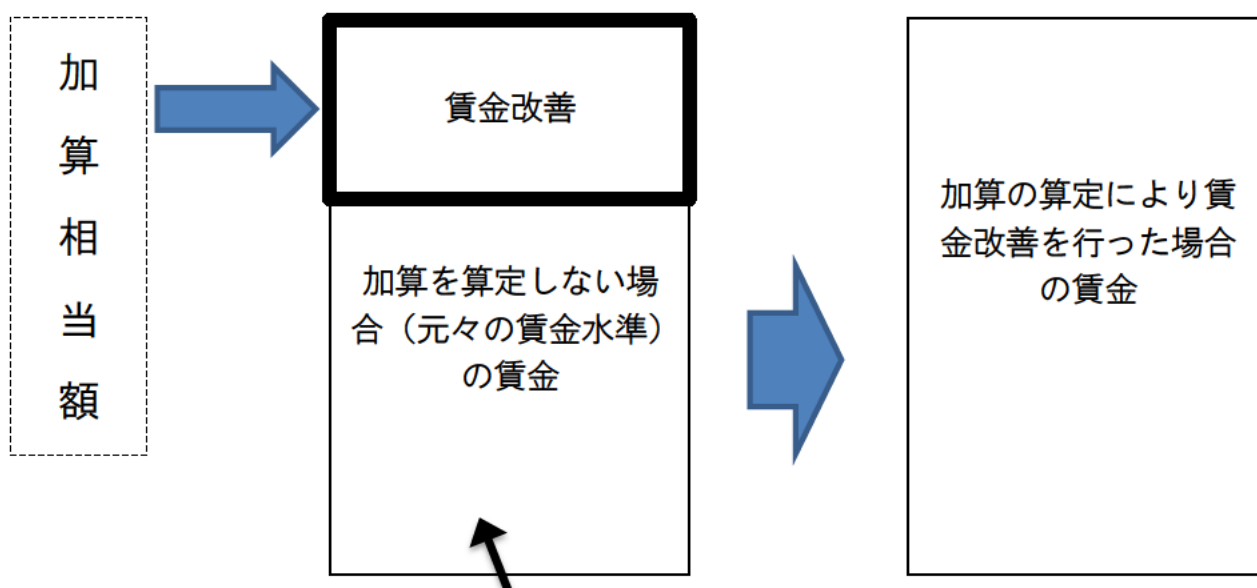 加算相当額
賃金改善
加算を算定しない場
合（元々の賃金水準）
の賃金
加算の算定により賃
金改善を行った場合
の賃金